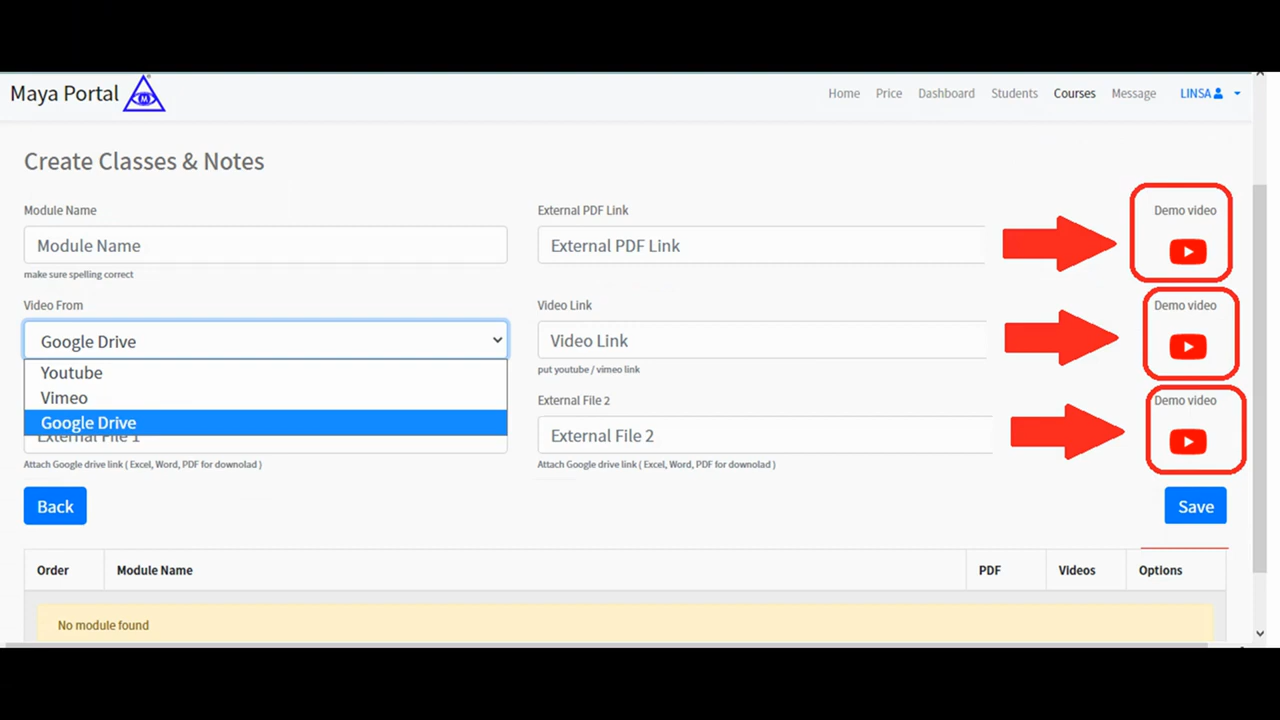 Maya Portal
Home Price Dashboard Students Courses Message LINSA
Create Classes & Notes
Module Name External PDF Link Demo video
Module Name External PDF Link
make sure spelling correct
Video From Video Link Demo video
Google Drive Video Link
put youtube / vimeo link
Youtube
Vimeo
External File 2 Demo video
Google Drive
External File 1 External File 2
Attach Google drive link ( Excel, Word, PDF for downolad ) Attach Google drive link ( Excel, Word, PDF for downolad )
Back Save
Order Module Name PDF Videos Options
No module found